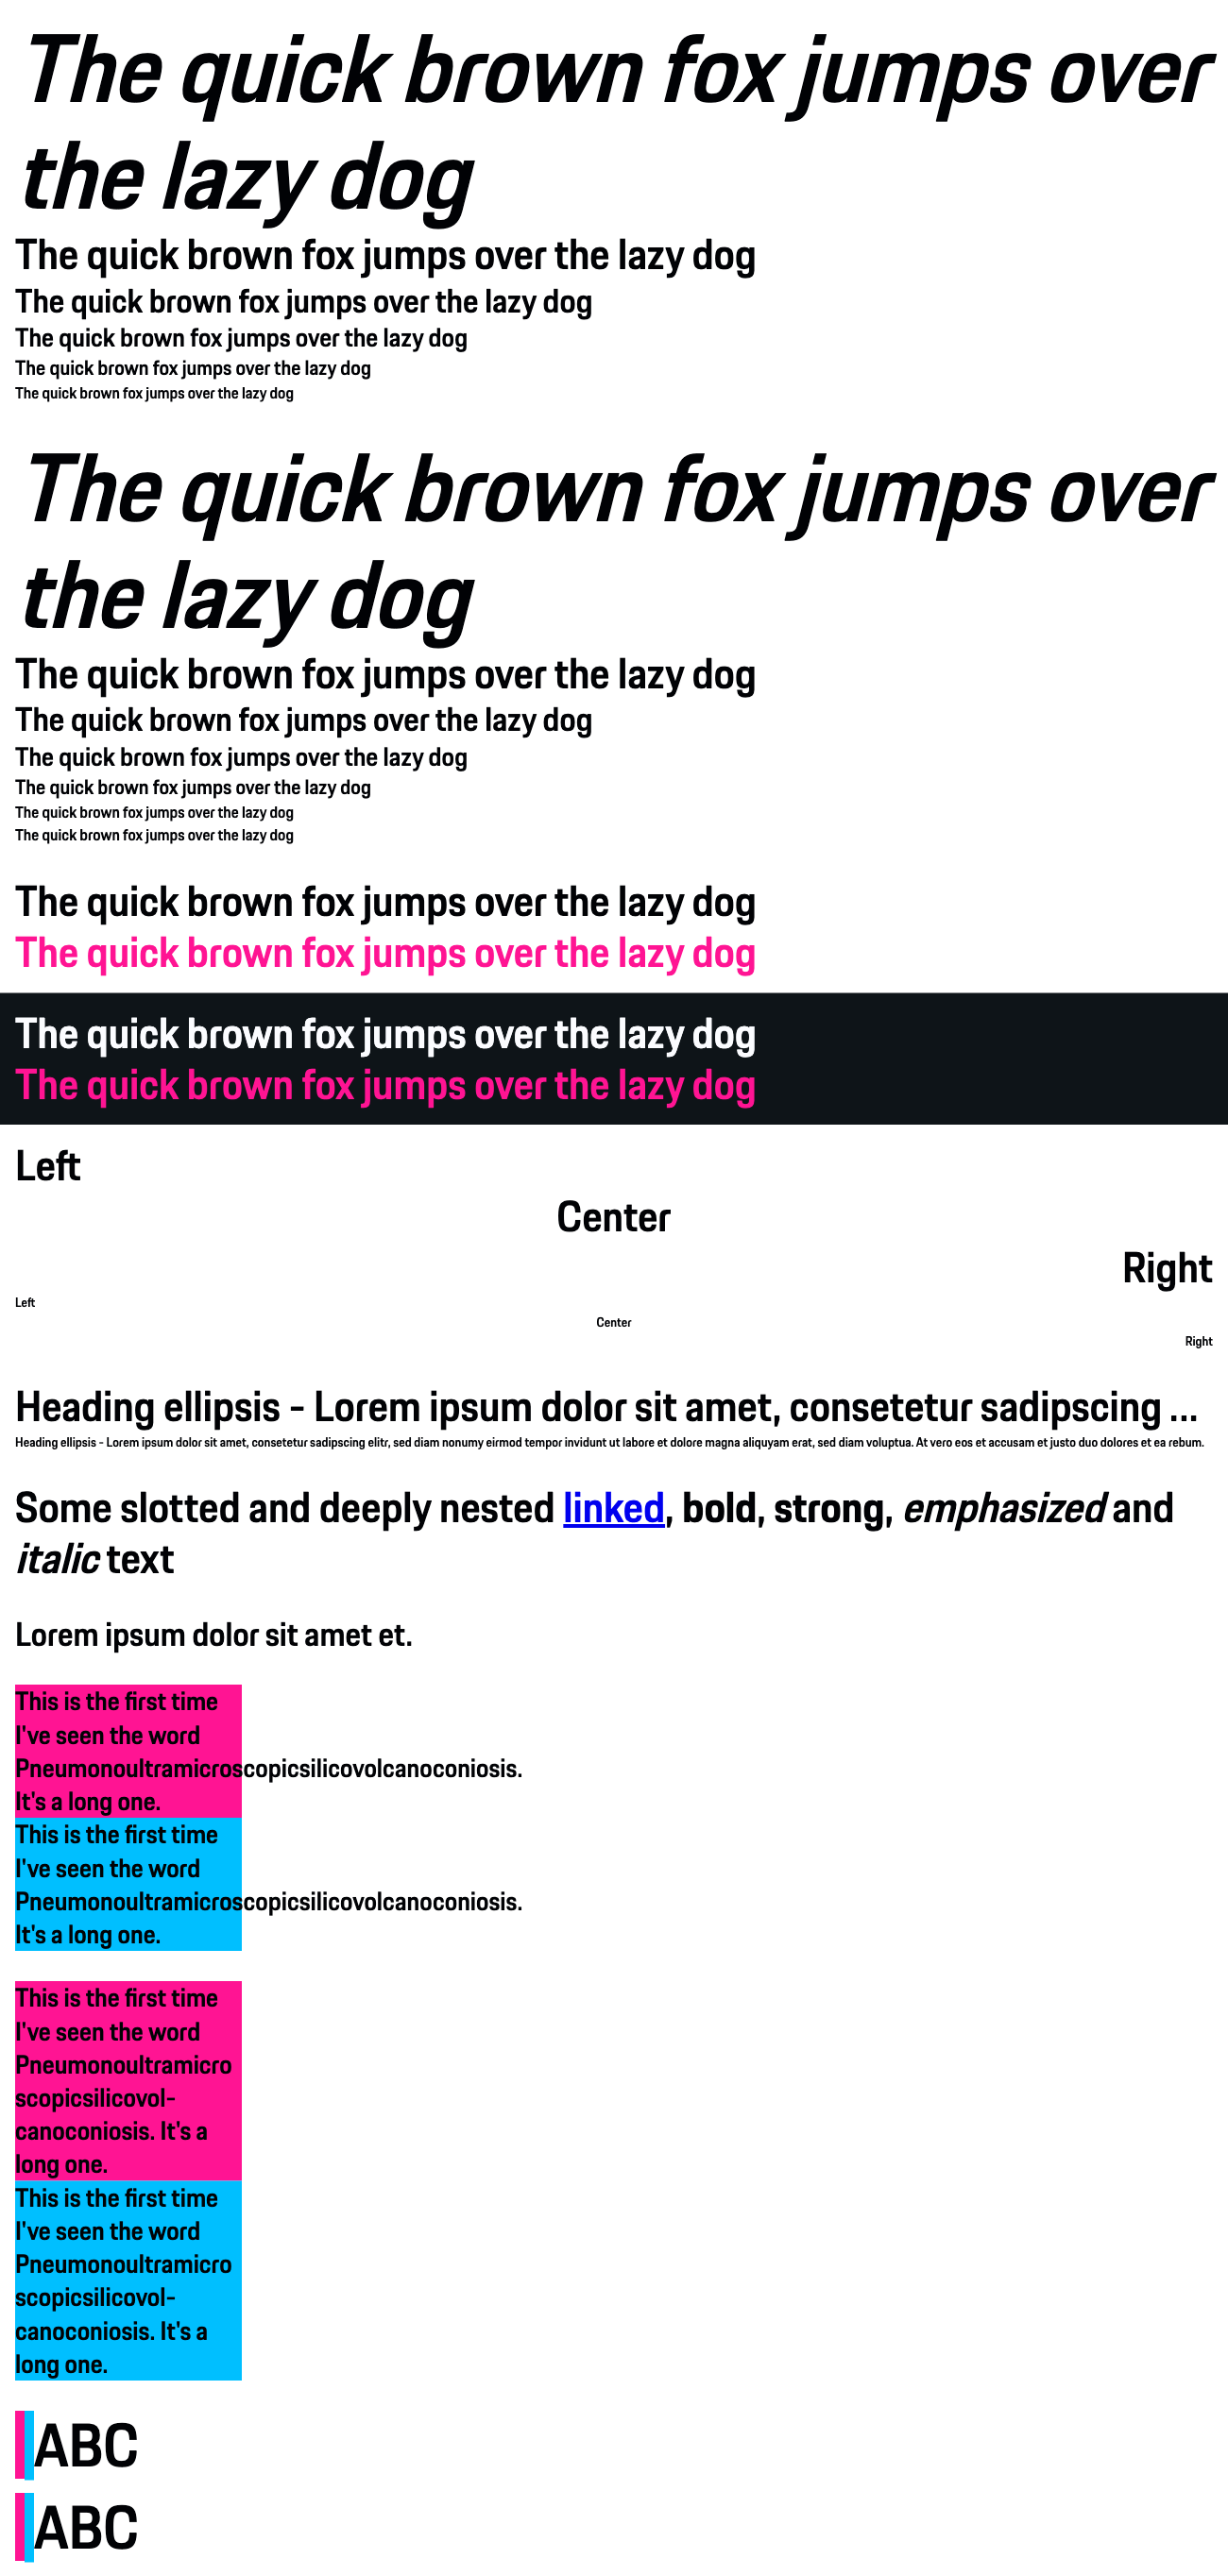 The quick brown fox jumps over
the lazy dog
The quick brown fox jumps over the lazy dog
The quick brown fox jumps over the lazy dog
The quick brown fox jumps over the lazy dog
The quick brown fox jumps over the lazy dog
The quick brown fox jumps over the lazy dog
The quick brown fox jumps over
the lazy dog
The quick brown fox jumps over the lazy dog
The quick brown fox jumps over the lazy dog
The quick brown fox jumps over the lazy dog
The quick brown fox jumps over the lazy dog
The quick brown fox jumps over the lazy dog
The quick brown fox jumps over the lazy dog
The quick brown fox jumps over the lazy dog
The quick brown fox jumps over the lazy dog
The quick brown fox jumps over the lazy dog
The quick brown fox jumps over the lazy dog
Left
Center
Right
Left
Center
Right
Heading ellipsis - Lorem ipsum dolor sit amet, consetetur sadipscing ...
Heading ellipsis - Lorem ipsum dolor sit amet, consetetur sadipscing elitr, sed diam nonumy eirmod tempor invidunt ut labore et dolore magna aliquyam erat, sed diam voluptua. At vero eos et accusam et justo duo dolores et ea rebum.
Some slotted and deeply nested linked, bold, strong, emphasized and
italic text
Lorem ipsum dolor sit amet et.
This is the first time
I've seen the word
Pneumonoultramicroscopicsilicovolcanoconiosis.
It's a long one.
This is the first time
I've seen the word
Pneumonoultramicroscopicsilicovolcanoconiosis.
It's a long one.
This is the first time
I've seen the word
Pneumonoultramicro
scopicsilicovol-
canoconiosis. It's a
long one.
This is the first time
I've seen the word
Pneumonoultramicro
scopicsilicovol-
canoconiosis. It's a
long one.
ABC
ABC